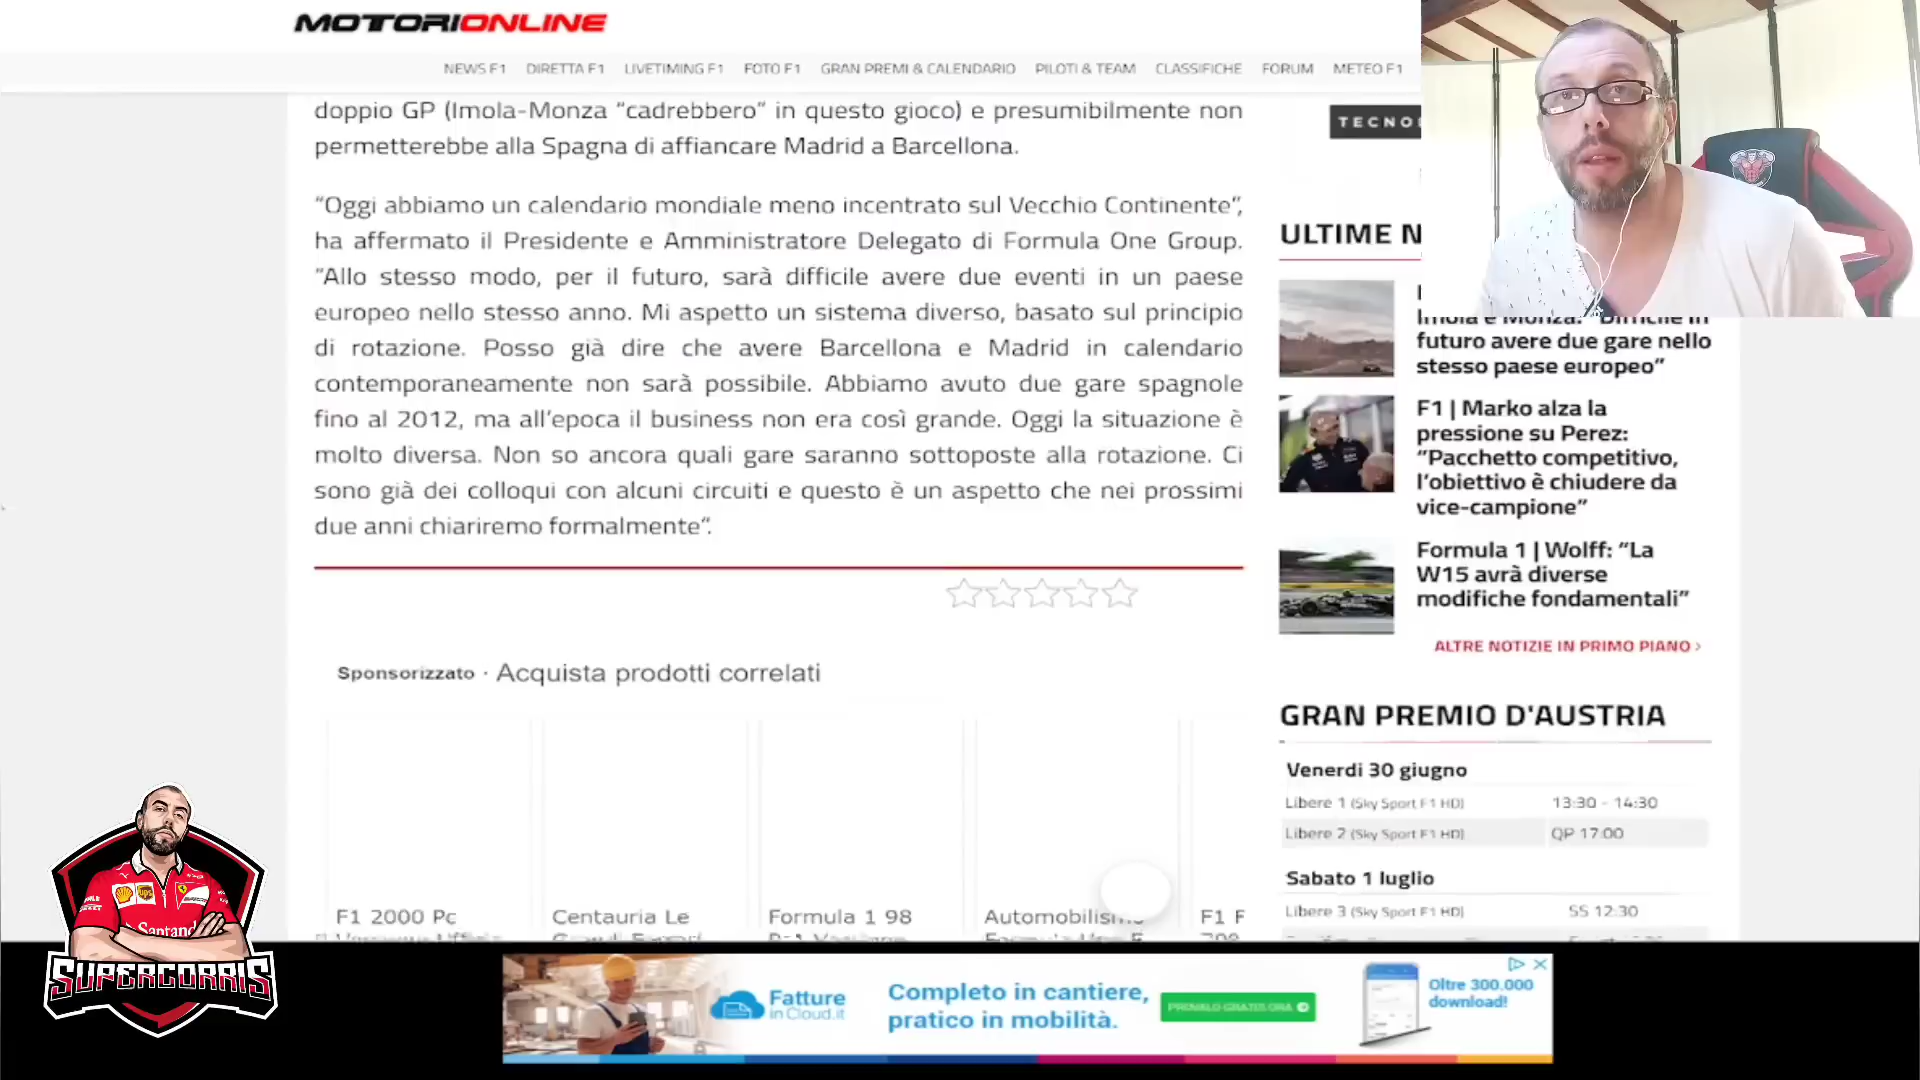 MOTORIONLINE
NEWS F1 DIRETTA F1 LIVETIMING F1 FOTO F1 GRAN PREMI & CALENDARIO PILOTI & TEAM CLASSIFICHE FORUM METEO F1
doppio GP (Imola-Monza “cadrebbero” in questo gioco) e presumibilmente non
permetterebbe alla Spagna di affiancare Madrid a Barcellona.
“Oggi abbiamo un calendario mondiale meno incentrato sul Vecchio Continente”,
ha affermato il Presidente e Amministratore Delegato di Formula One Group.
“Allo stesso modo, per il futuro, sarà difficile avere due eventi in un paese
europeo nello stesso anno. Mi aspetto un sistema diverso, basato sul principio
di rotazione. Posso già dire che avere Barcellona e Madrid in calendario
contemporaneamente non sarà possibile. Abbiamo avuto due gare spagnole
fino al 2012, ma all’epoca il business non era così grande. Oggi la situazione è
molto diversa. Non so ancora quali gare saranno sottoposte alla rotazione. Ci
sono già dei colloqui con alcuni circuiti e questo è un aspetto che nei prossimi
due anni chiariremo formalmente”.
Sponsorizzato · Acquista prodotti correlati
F1 2000 Pc
Centauria Le
Formula 1 98
F1 F
TECNO
ULTIME N
Imola e Monza: “Difficile in
futuro avere due gare nello
stesso paese europeo”
F1 | Marko alza la
pressione su Perez:
“Pacchetto competitivo,
l’obiettivo è chiudere da
vice-campione”
Formula 1 | Wolff: “La
W15 avrà diverse
modifiche fondamentali”
ALTRE NOTIZIE IN PRIMO PIANO ›
GRAN PREMIO D'AUSTRIA
Venerdi 30 giugno
Libere 1 (Sky Sport F1 HD) 13:30 - 14:30
Libere 2 (Sky Sport F1 HD) QP 17:00
Sabato 1 luglio
Libere 3 (Sky Sport F1 HD) SS 12:30
Santand
SUPERCORRIS
Fatture
in Cloud.it
Completo in cantiere,
pratico in mobilità.
PROVALO GRATIS ORA
Oltre 300.000
download!